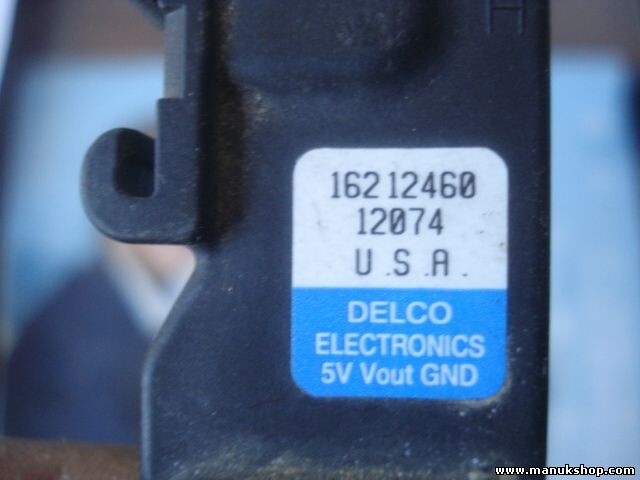 H
16212460
12074
U.S.A.
DELCO
ELECTRONICS
5V Vout GND
www.manukshop.com